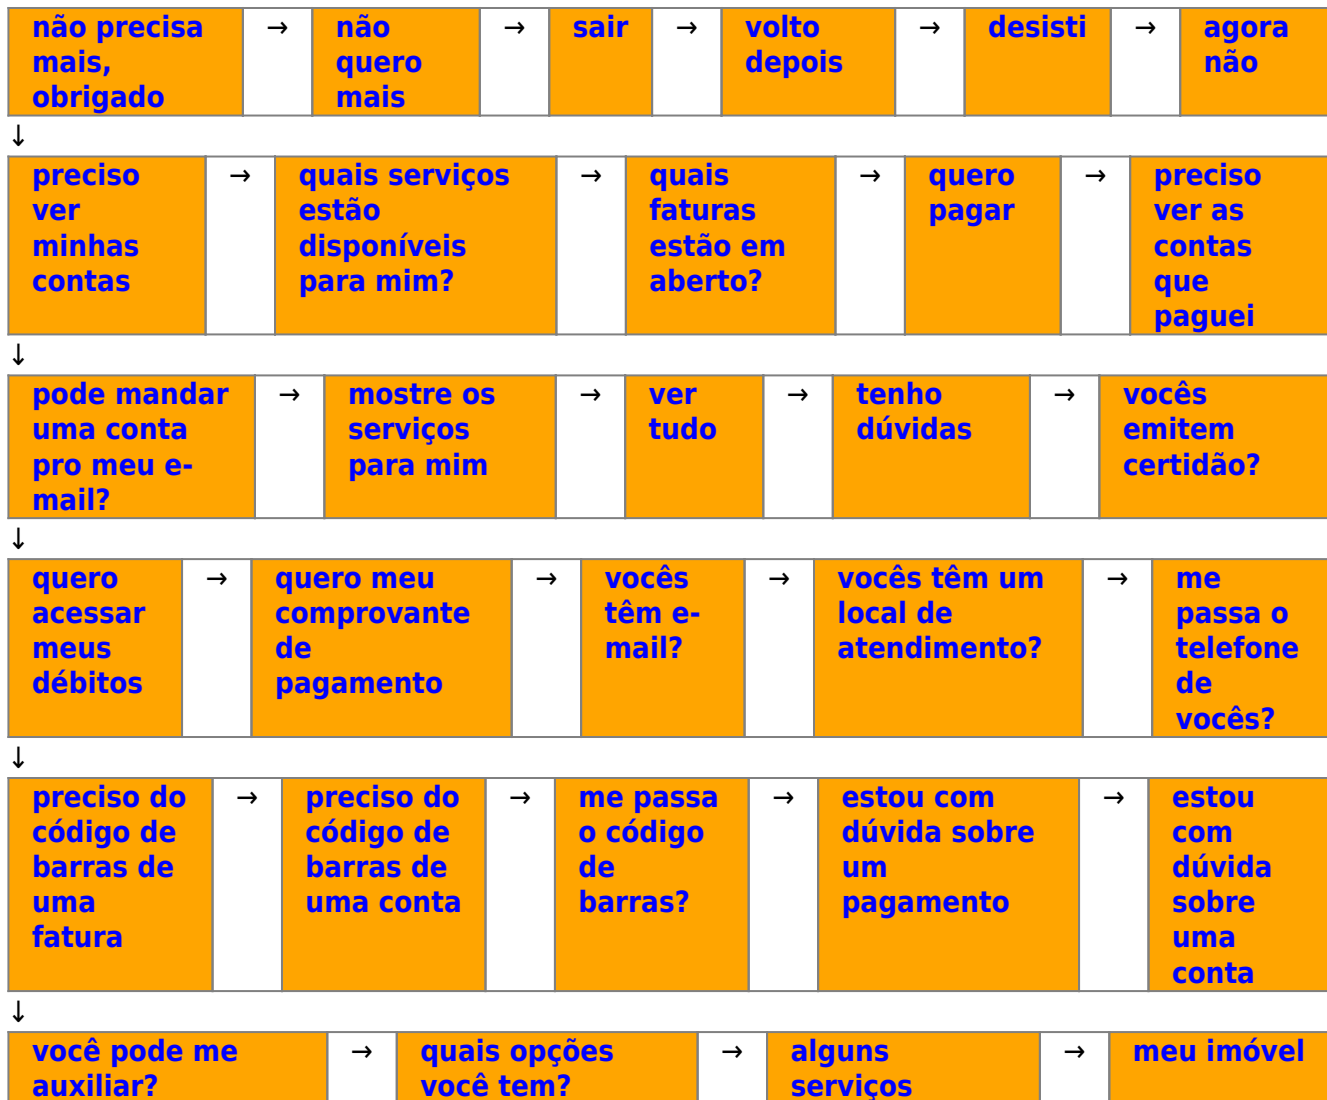 não precisa mais, obrigado → não quero mais → sair → volto depois → desisti → agora não
↓
preciso ver minhas contas → quais serviços estão disponíveis para mim? → quais faturas estão em aberto? → quero pagar → preciso ver as contas que paguei
↓
pode mandar uma conta pro meu e-mail? → mostre os serviços para mim → ver tudo → tenho dúvidas → vocês emitem certidão?
↓
quero acessar meus débitos → quero meu comprovante de pagamento → vocês têm e-mail? → vocês têm um local de atendimento? → me passa o telefone de vocês?
↓
preciso do código de barras de uma fatura → preciso do código de barras de uma conta → me passa o código de barras? → estou com dúvida sobre um pagamento → estou com dúvida sobre uma conta
↓
você pode me auxiliar? → quais opções você tem? → alguns serviços → meu imóvel